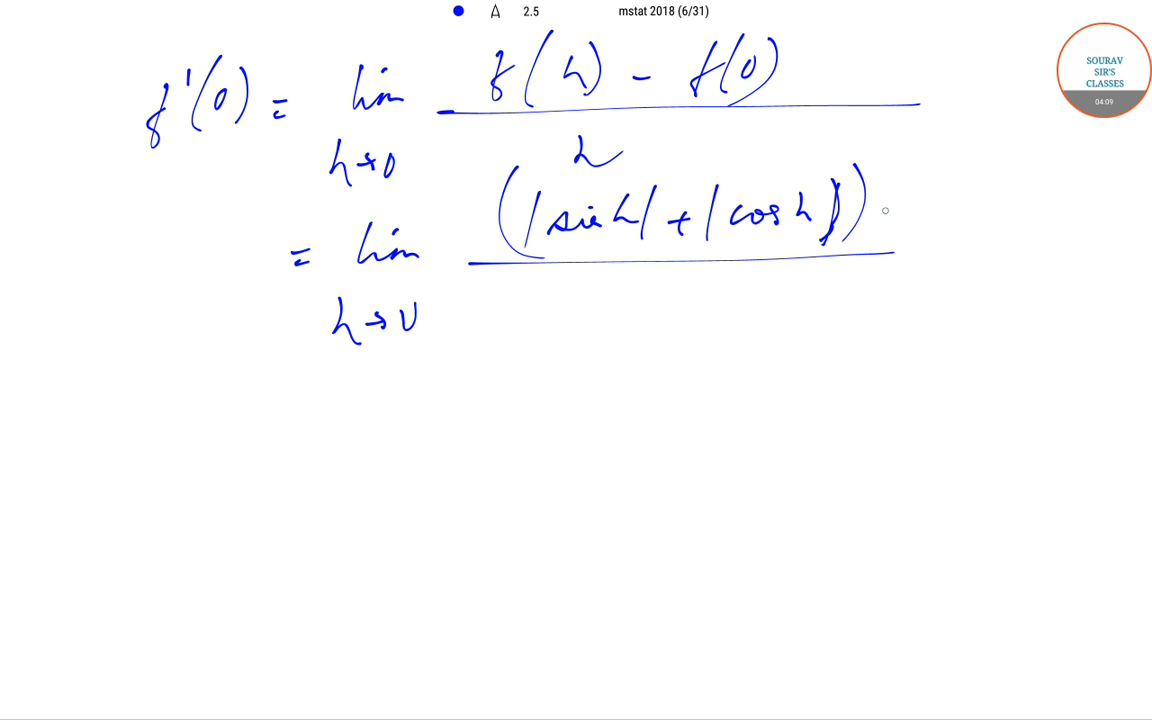 2.5 mstat 2018 (6/31)
SOURAV
SIR'S
CLASSES
04:09
f'(0) = lim f(h) - f(0)
h→0 h
= lim (|sin h| + |cos h|)
h→0